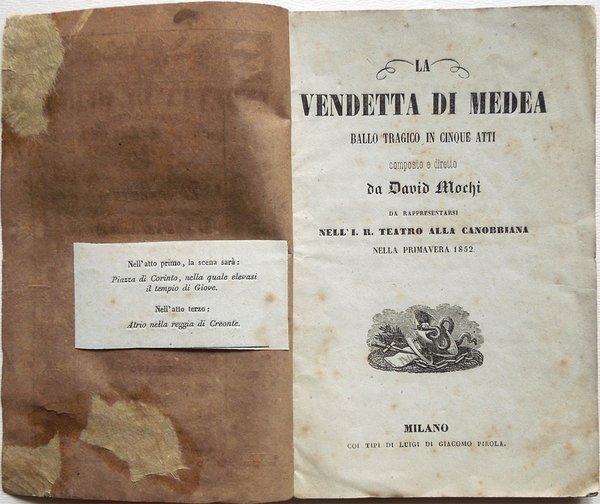 Nell'atto primo, la scena sarà:
Piazza di Corinto, nella quale elevasi
il tempio di Giove.
Nell'atto terzo:
Atrio nella reggia di Creonte.
LA
VENDETTA DI MEDEA
BALLO TRAGICO IN CINQUE ATTI
composto e diretto
da David Mochi
DA RAPPRESENTARSI
NELL'I. R. TEATRO ALLA CANOBBIANA
NELLA PRIMAVERA 1852.
MILANO
COI TIPI DI LUIGI DI GIACOMO PIROLA.